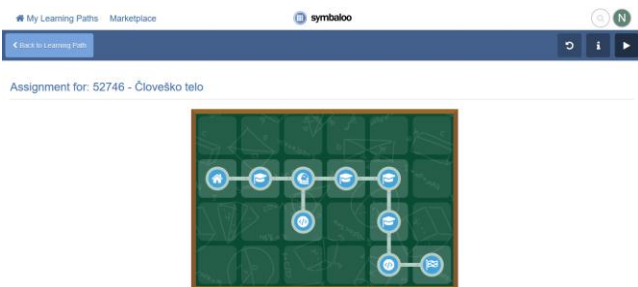 My Learning Paths Marketplace symbaloo N
Back to Learning Path i
Assignment for: 52746 - Človeško telo